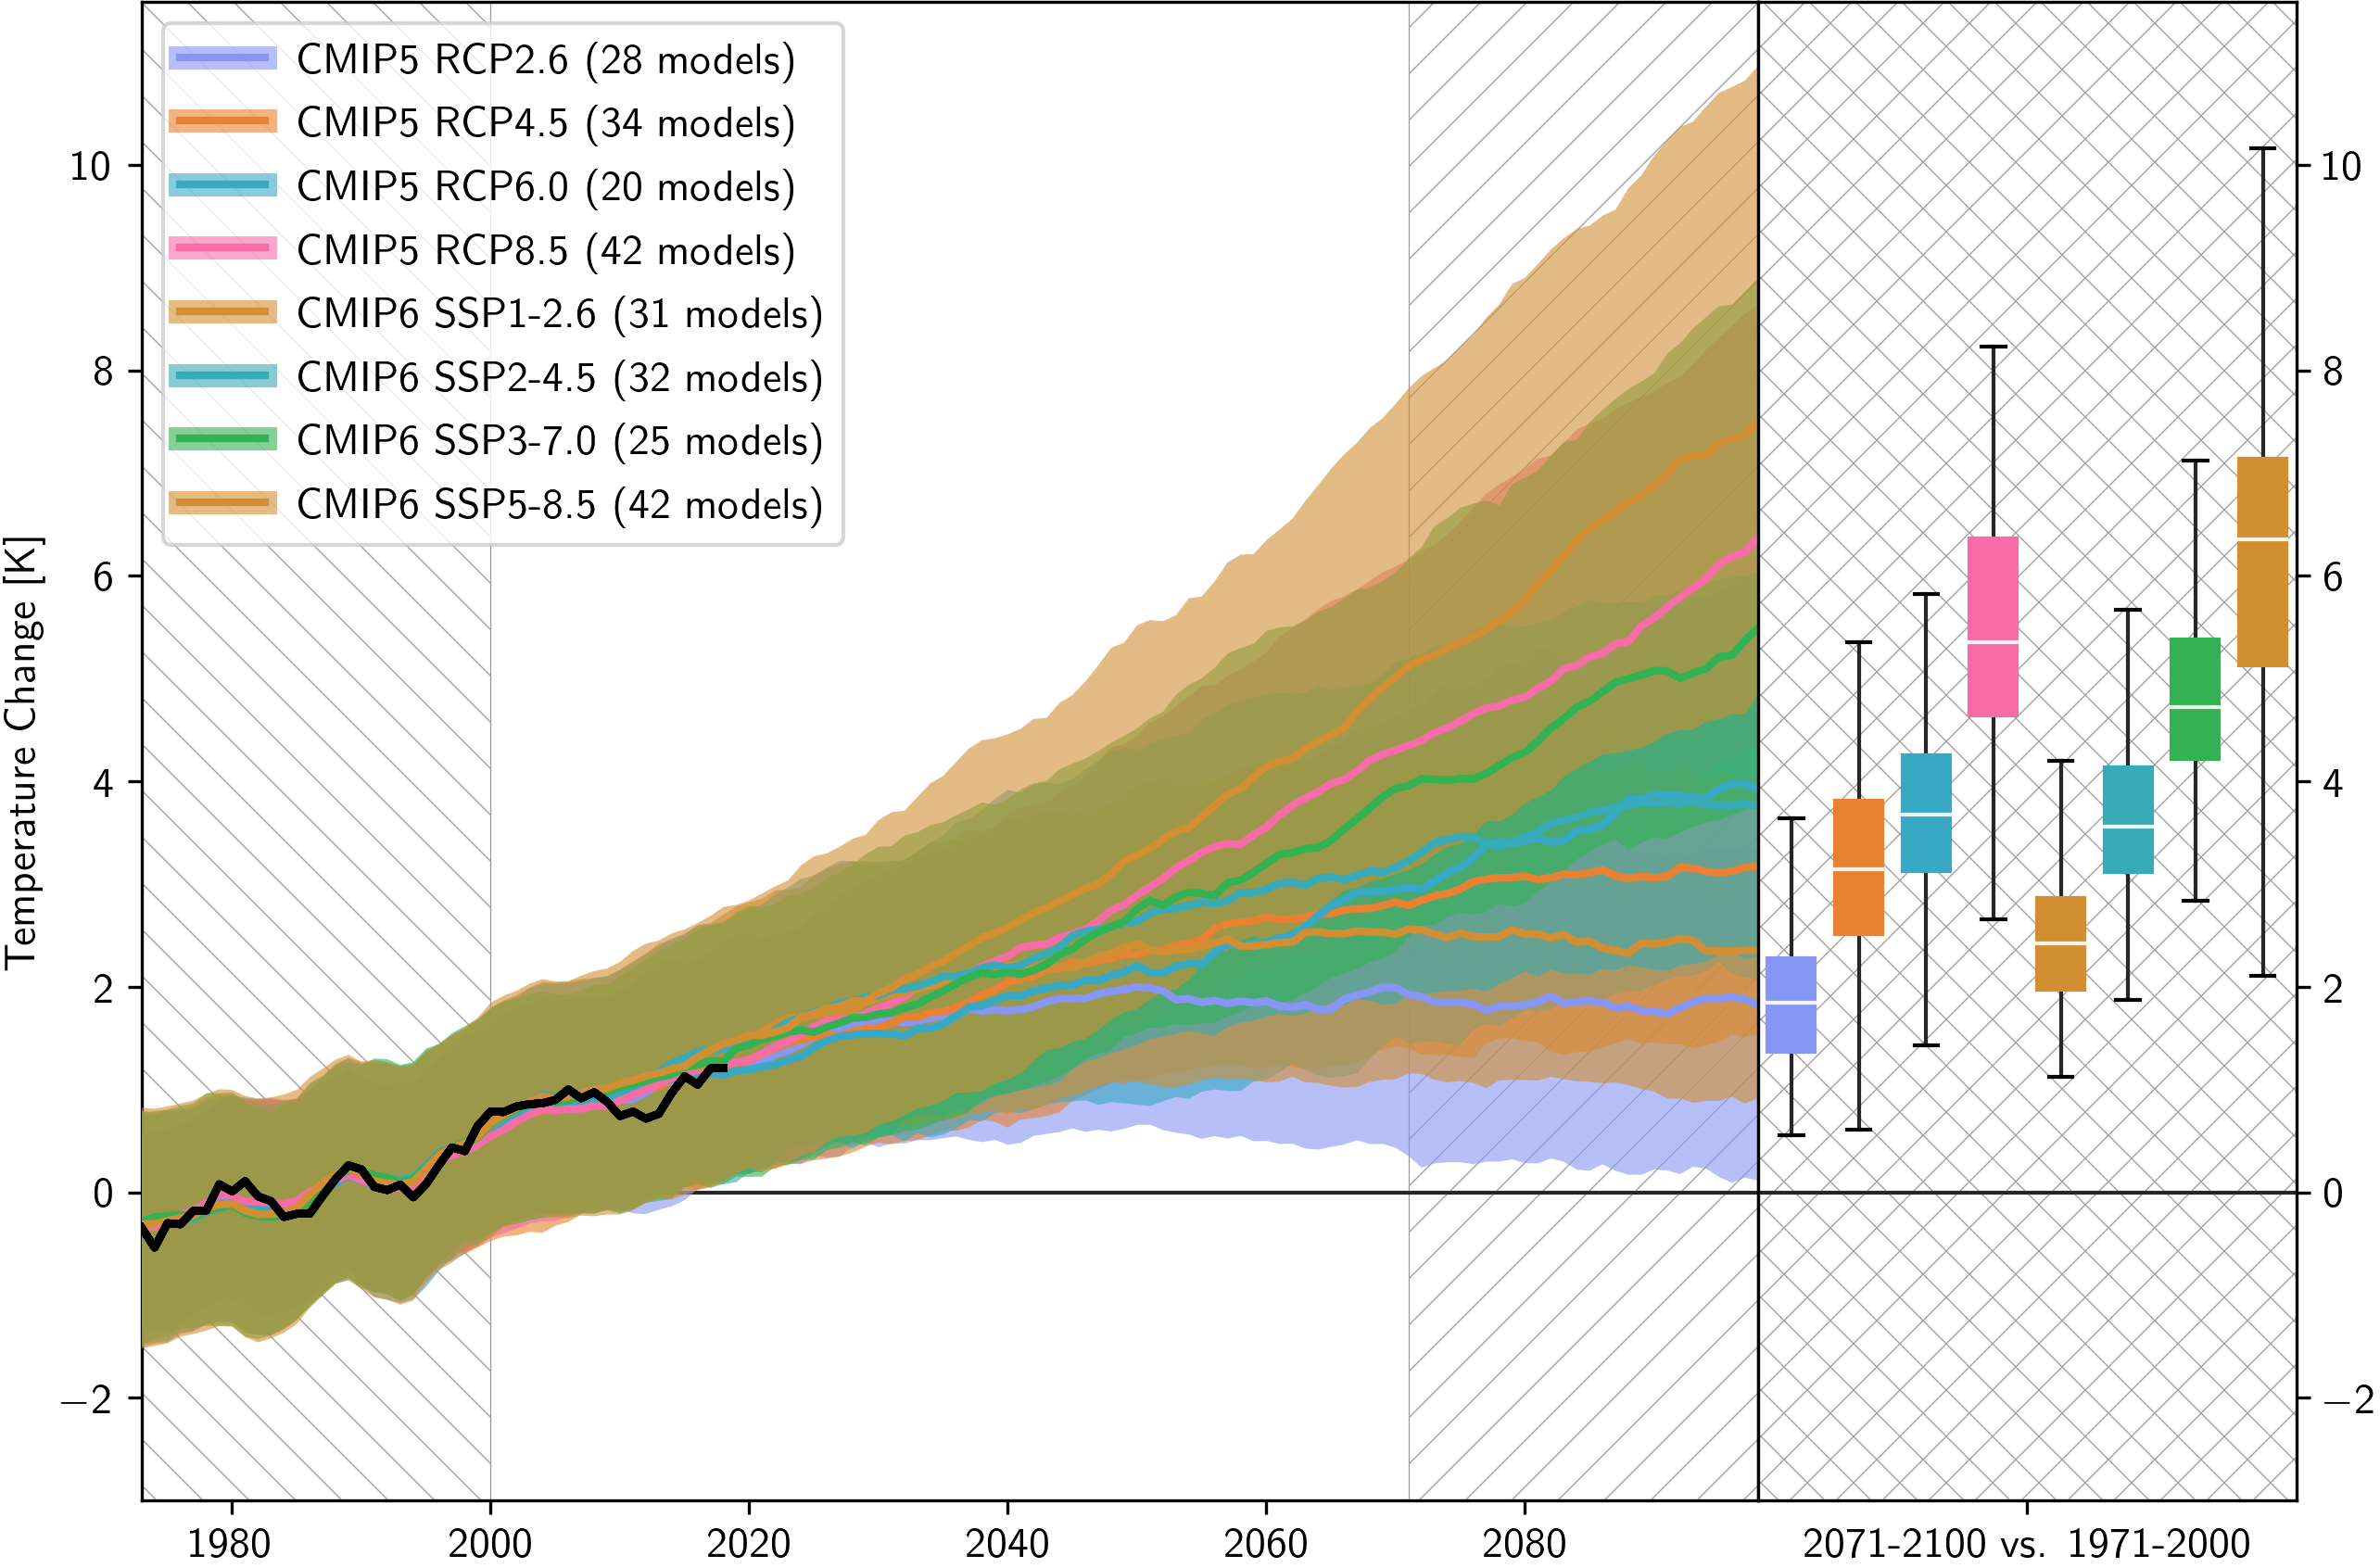 CMIP5 RCP2.6 (28 models)
CMIP5 RCP4.5 (34 models)
CMIP5 RCP6.0 (20 models)
CMIP5 RCP8.5 (42 models)
CMIP6 SSP1-2.6 (31 models)
CMIP6 SSP2-4.5 (32 models)
CMIP6 SSP3-7.0 (25 models)
CMIP6 SSP5-8.5 (42 models)
Temperature Change [K]
10
8
6
4
2
0
−2
10
8
6
4
2
0
−2
1980 2000 2020 2040 2060 2080 2071-2100 vs. 1971-2000